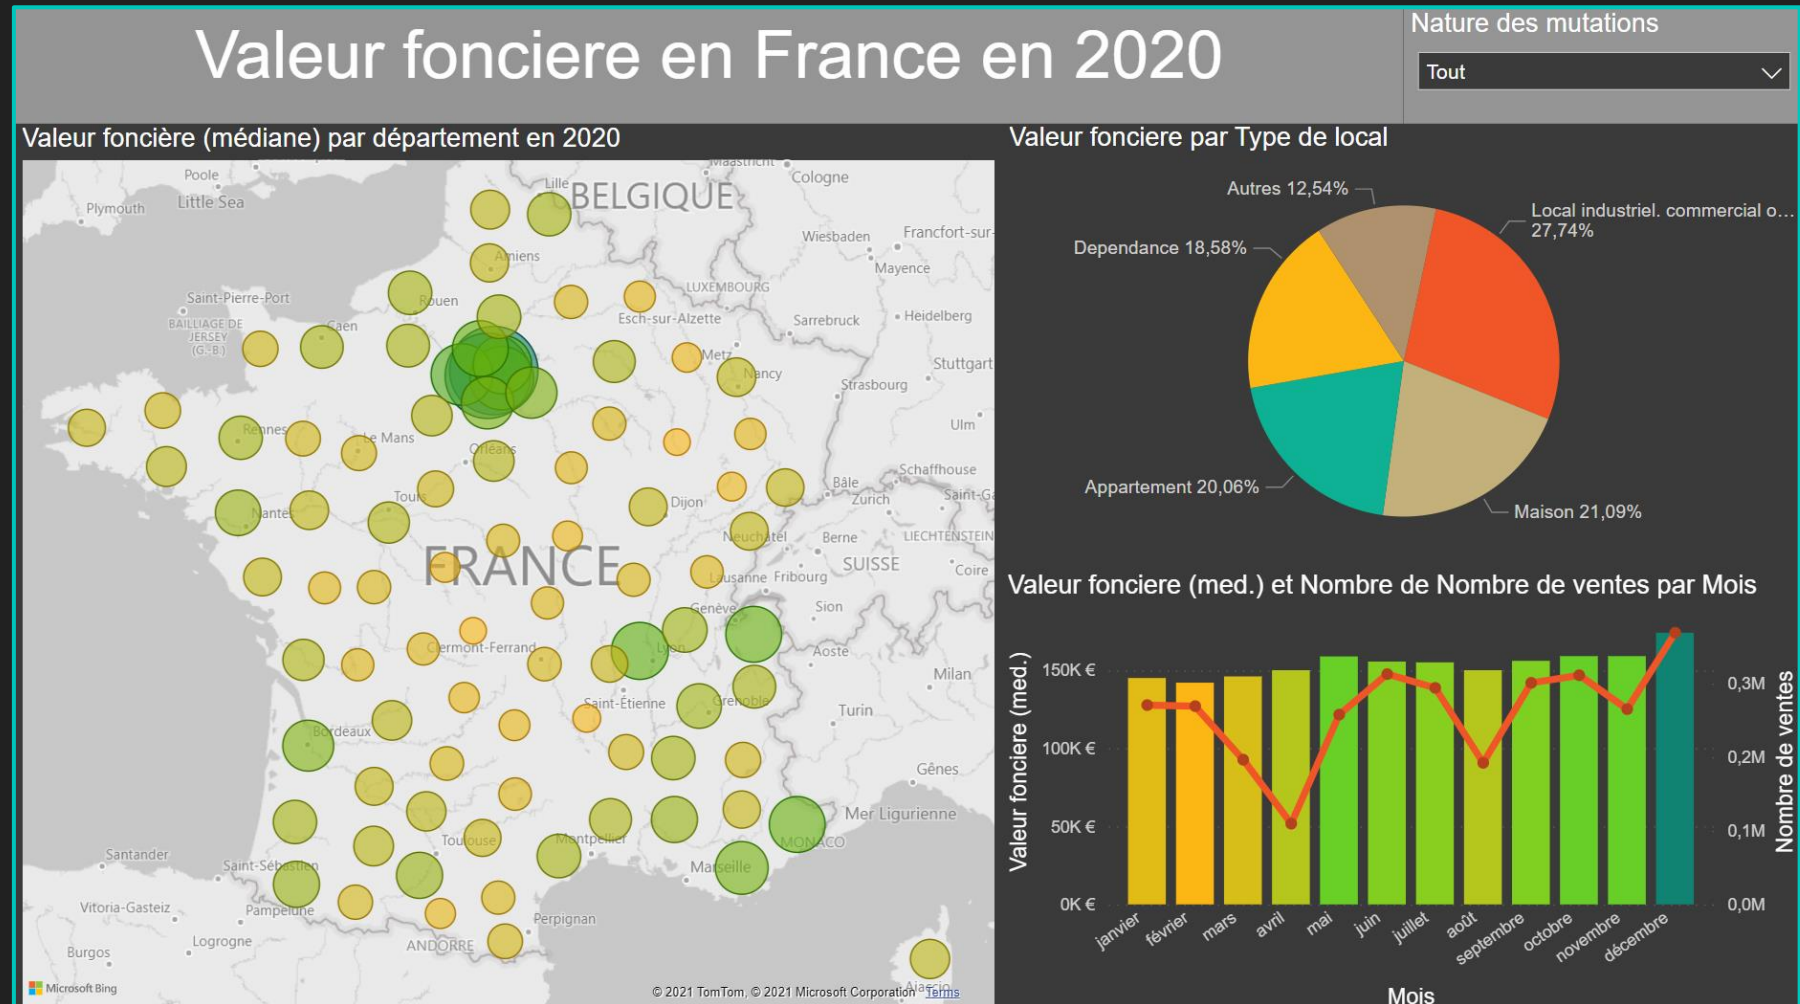 Valeur fonciere en France en 2020
Nature des mutations
Tout
Valeur foncière (médiane) par département en 2020
Poole
Little Sea
Plymouth
Lille
BELGIQUE
Maastricht
Cologne
Wiesbaden
Francfort-sur-
Mayence
Amiens
LUXEMBOURG
Saint-Pierre-Port
Rouen
Esch-sur-Alzette
Sarrebruck
Heidelberg
BAILLIAGE DE
JERSEY
(G.-B.)
Caen
Metz
Nancy
Stuttgart
Strasbourg
Rennes
Le Mans
Ulm
Orléans
Schaffhouse
Bâle
Zurich
Saint-Ga
Tours
Dijon
Nantes
Neuchâtel
Berne
LIECHTENSTEIN
FRANCE
SUISSE
Lausanne
Fribourg
Coire
Genève
Sion
Clermont-Ferrand
Lyon
Aoste
Milan
Saint-Étienne
Grenoble
Turin
Bordeaux
Gênes
Mer Ligurienne
Toulouse
Montpellier
MONACO
Santander
Saint-Sébastien
Marseille
Vitoria-Gasteiz
Pampelune
Perpignan
Logrogne
ANDORRE
Burgos
Ajaccio
Microsoft Bing
© 2021 TomTom, © 2021 Microsoft Corporation Terms
Valeur fonciere par Type de local
Autres 12,54%
Local industriel. commercial o...
27,74%
Dependance 18,58%
Appartement 20,06%
Maison 21,09%
Valeur fonciere (med.) et Nombre de Nombre de ventes par Mois
Valeur fonciere (med.)
150K €
100K €
50K €
0K €
0,3M
0,2M
0,1M
0,0M
Nombre de ventes
janvier
février
mars
avril
mai
juin
juillet
août
septembre
octobre
novembre
décembre
Mois